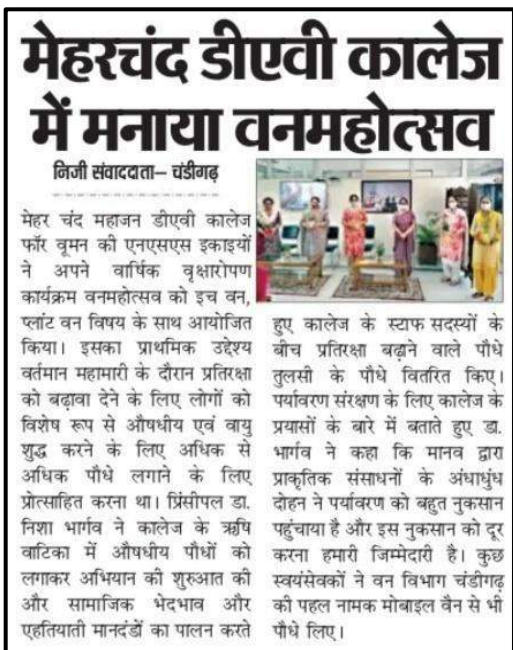 मेहरचंद डीएवी कालेज
में मनाया वनमहोत्सव
निजी संवाददाता– चंडीगढ़
मेहर चंद महाजन डीएवी कालेज
फॉर वूमन की एनएसएस इकाइयों
ने अपने वार्षिक वृक्षारोपण
कार्यक्रम वनमहोत्सव को इच वन,
प्लांट वन विषय के साथ आयोजित
किया। इसका प्राथमिक उद्देश्य
वर्तमान महामारी के दौरान प्रतिरक्षा
को बढ़ावा देने के लिए लोगों को
विशेष रूप से औषधीय एवं वायु
शुद्ध करने के लिए अधिक से
अधिक पौधे लगाने के लिए
प्रोत्साहित करना था। प्रिंसीपल डा.
निशा भार्गव ने कालेज के ऋषि
वाटिका में औषधीय पौधों को
लगाकर अभियान की शुरुआत की
और सामाजिक भेदभाव और
एहतियाती मानदंडों का पालन करते
हुए कालेज के स्टाफ सदस्यों के
बीच प्रतिरक्षा बढ़ाने वाले पौधे
तुलसी के पौधे वितरित किए।
पर्यावरण संरक्षण के लिए कालेज के
प्रयासों के बारे में बताते हुए डा.
भार्गव ने कहा कि मानव द्वारा
प्राकृतिक संसाधनों के अंधाधुंध
दोहन ने पर्यावरण को बहुत नुकसान
पहुंचाया है और इस नुकसान को दूर
करना हमारी जिम्मेदारी है। कुछ
स्वयंसेवकों ने वन विभाग चंडीगढ़
की पहल नामक मोबाइल वैन से भी
पौधे लिए।